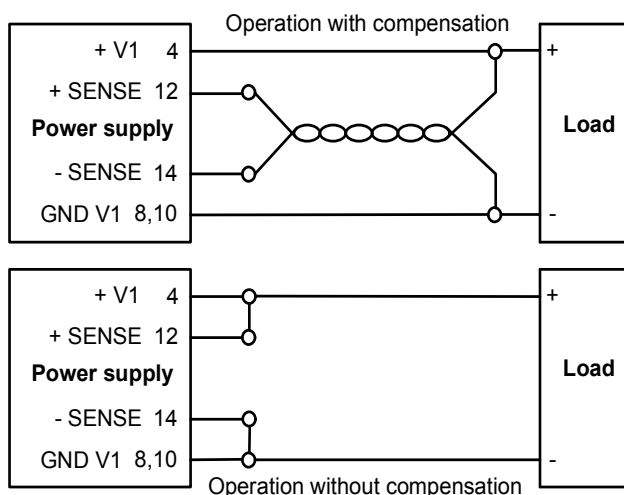 Operation with compensation
+ V1 4
+
+ SENSE 12
Power supply
Load
- SENSE 14
GND V1 8,10
-
+ V1 4
+
+ SENSE 12
Power supply
Load
- SENSE 14
GND V1 8,10
-
Operation without compensation